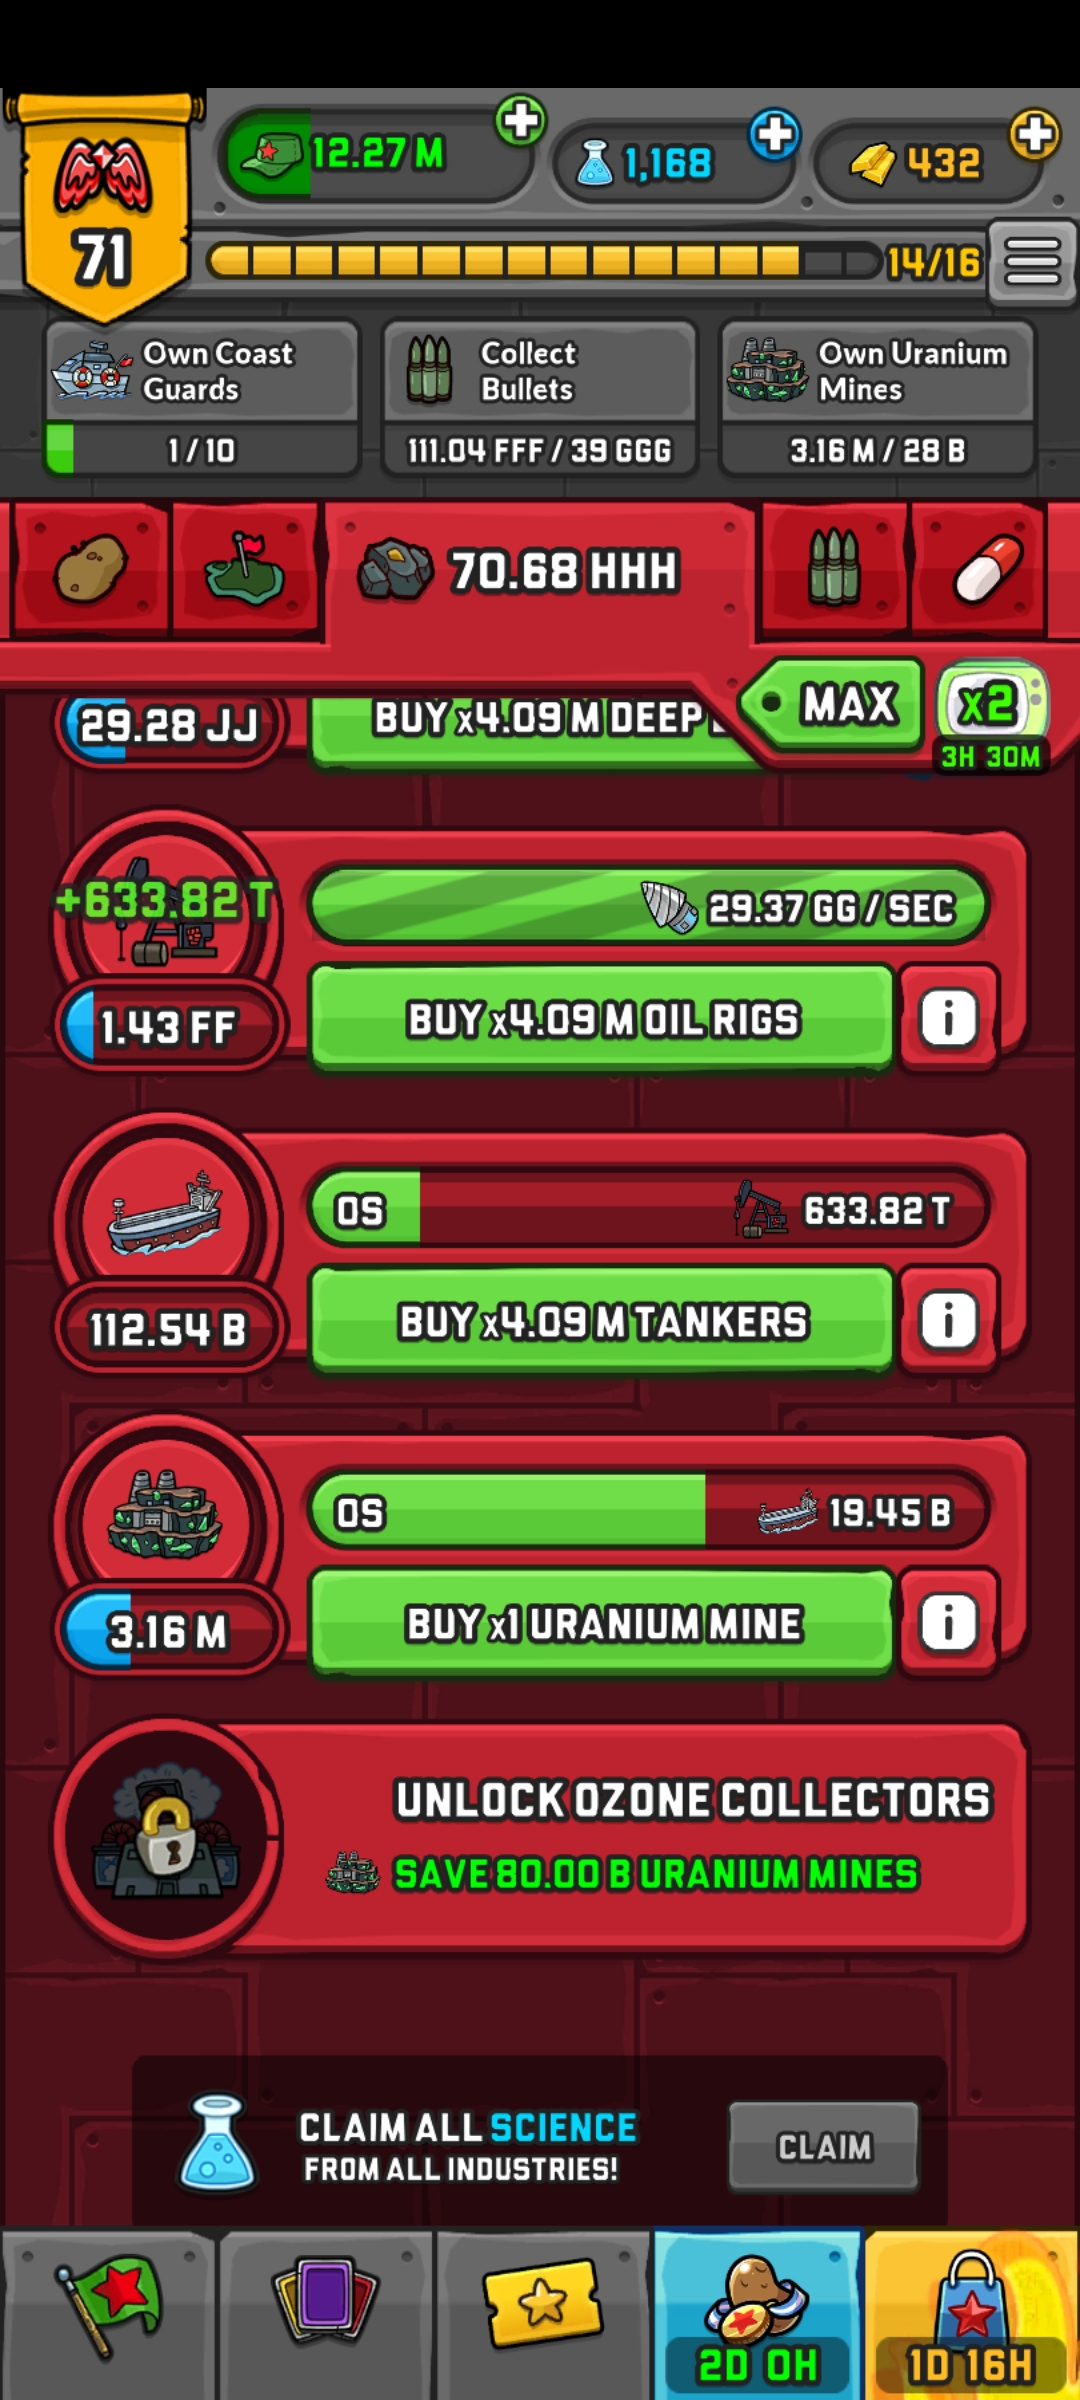 12.27 M
1,168
432
71
14/16
Own Coast
Guards
1 / 10
Collect
Bullets
111.04 FFF / 39 GGG
Own Uranium
Mines
3.16 M / 28 B
70.68 HHH
MAX
x2
3H 30M
29.28 JJ
BUY x4.09 M DEEP
+633.82 T
29.37 GG / SEC
1.43 FF
BUY x4.09 M OIL RIGS
i
0S
633.82 T
112.54 B
BUY x4.09 M TANKERS
i
0S
19.45 B
3.16 M
BUY x1 URANIUM MINE
i
UNLOCK OZONE COLLECTORS
SAVE 80.00 B URANIUM MINES
CLAIM ALL SCIENCE
FROM ALL INDUSTRIES!
CLAIM
2D 0H
1D 16H